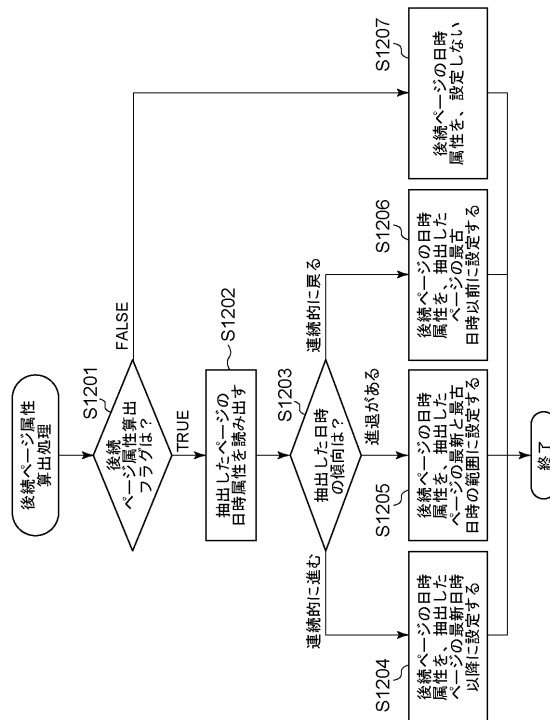 後続ページ属性
算出処理
S1201
後続
ページ属性算出
フラグは？
FALSE
TRUE
S1202
抽出したページの
日時属性を読み出す
S1203
抽出した日時
の傾向は？
連続的に進む
進退がある
連続的に戻る
S1204
後続ページの日時
属性を、抽出した
ページの最新日時
以降に設定する
S1205
後続ページの日時
属性を、抽出した
ページの最新と最古
日時の範囲に設定する
S1206
後続ページの日時
属性を、抽出した
ページの最古
日時以前に設定する
S1207
後続ページの日時
属性を、設定しない
終了